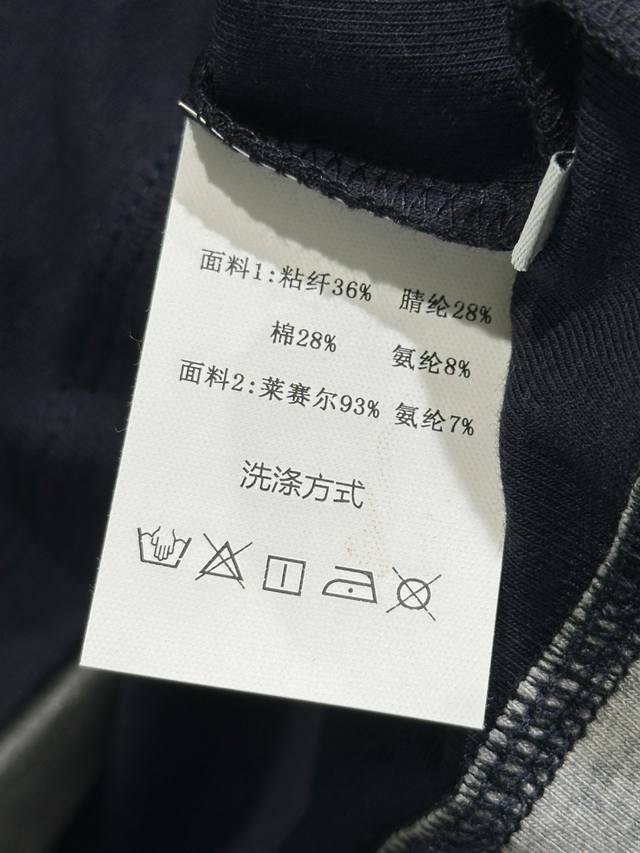 面料1:粘纤36% 腈纶28%
棉28% 氨纶8%
面料2:莱赛尔93% 氨纶7%
洗涤方式